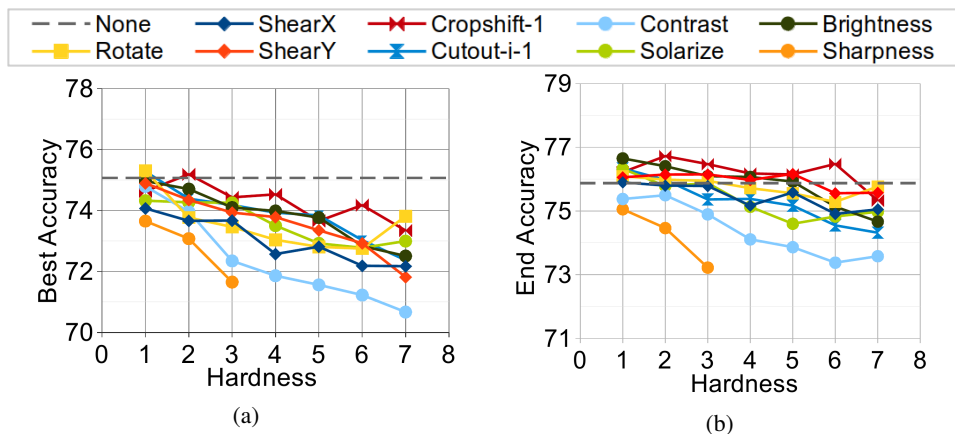 None ShearX Cropshift-1 Contrast Brightness
Rotate ShearY Cutout-i-1 Solarize Sharpness
78
76
74
72
70
Best Accuracy
0 1 2 3 4 5 6 7 8
Hardness
(a)
79
77
75
73
71
End Accuracy
0 1 2 3 4 5 6 7 8
Hardness
(b)